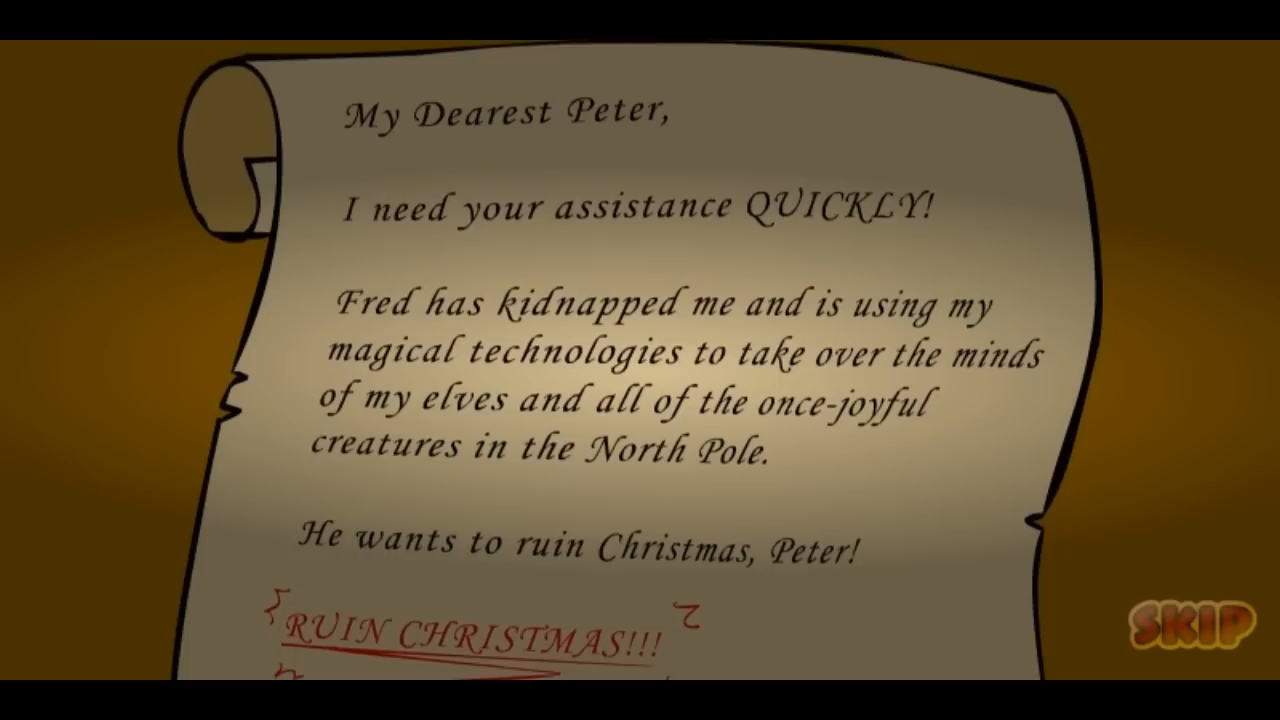 My Dearest Peter,
I need your assistance QUICKLY!
Fred has kidnapped me and is using my
magical technologies to take over the minds
of my elves and all of the once-joyful
creatures in the North Pole.
He wants to ruin Christmas, Peter!
RUIN CHRISTMAS!!!
SKIP